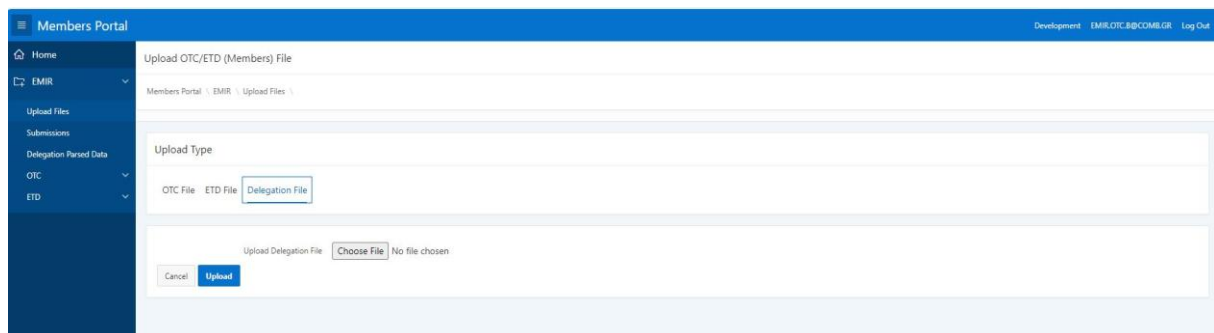 Members Portal
Development EMIR.OTC.B@COMB.GR Log Out
Home
EMIR
Upload Files
Submissions
Delegation Parsed Data
OTC
ETD
Upload OTC/ETD (Members) File
Members Portal \ EMIR \ Upload Files \
Upload Type
OTC File ETD File Delegation File
Upload Delegation File Choose File No file chosen
Cancel Upload